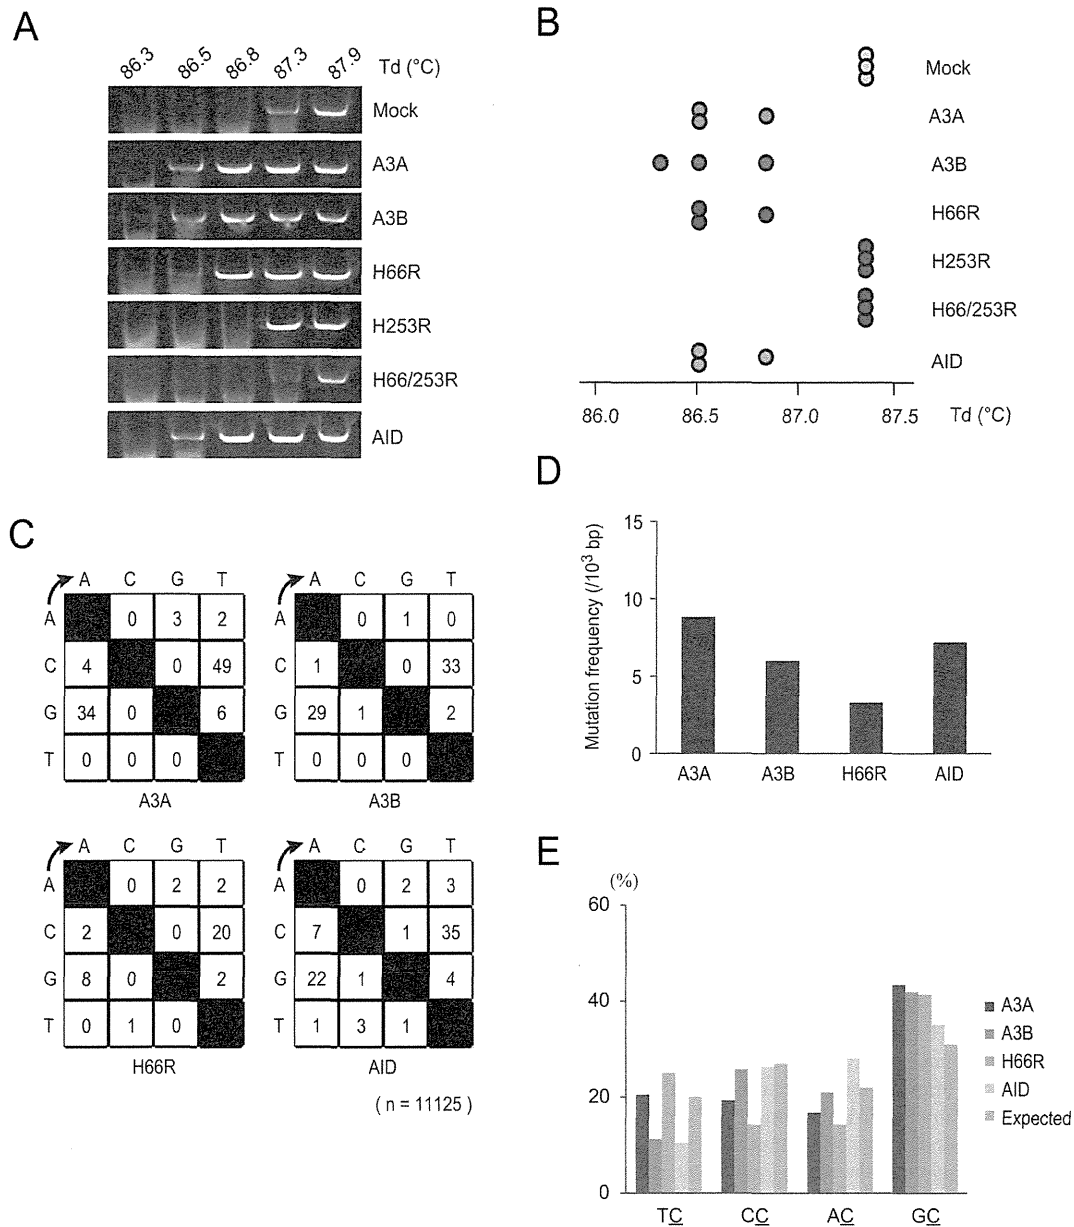 A
86.3 86.5 86.8 87.3 87.9 Td (°C)
Mock
A3A
A3B
H66R
H253R
H66/253R
AID
B
Mock
A3A
A3B
H66R
H253R
H66/253R
AID
86.0 86.5 87.0 87.5
Td (°C)
C
A C G T
A 0 3 2
C 4 0 49
G 34 0 6
T 0 0 0
A3A
A C G T
A 0 1 0
C 1 0 33
G 29 1 2
T 0 0 0
A3B
A C G T
A 0 2 2
C 2 0 20
G 8 0 2
T 0 1 0
H66R
A C G T
A 0 2 3
C 7 1 35
G 22 1 4
T 1 3 1
AID
( n = 11125 )
D
Mutation frequency (/10³ bp)
15
10
5
0
A3A A3B H66R AID
E
(%)
60
40
20
0
TC CC AC GC
A3A
A3B
H66R
AID
Expected